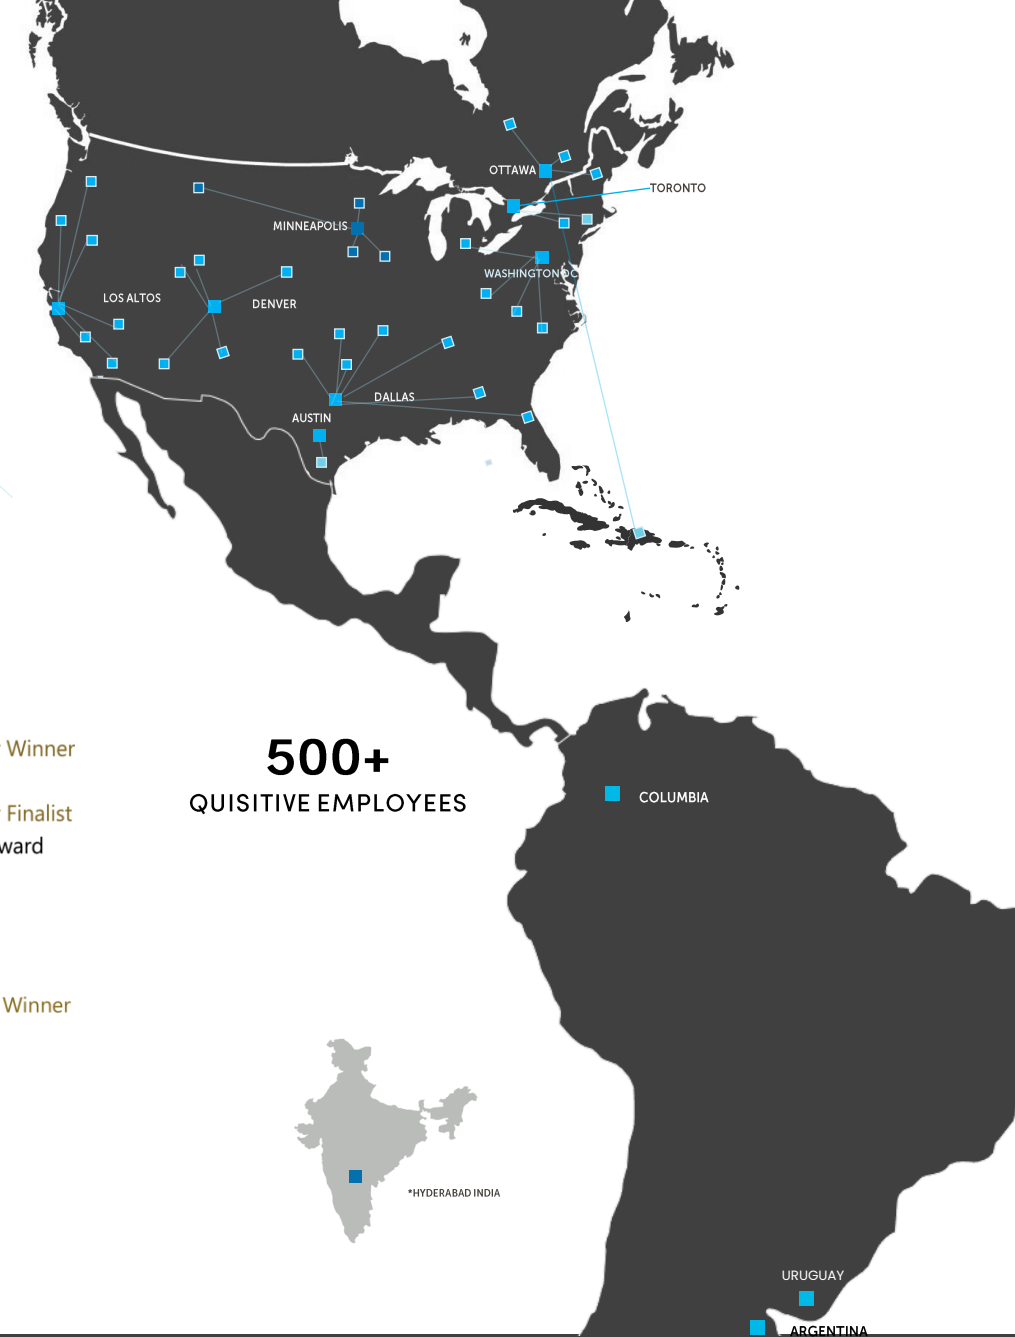 OTTAWA
TORONTO
MINNEAPOLIS
WASHINGTON DC
LOS ALTOS
DENVER
DALLAS
AUSTIN
Winner
500+
QUISITIVE EMPLOYEES
COLUMBIA
Finalist
ward
Winner
*HYDERABAD INDIA
URUGUAY
ARGENTINA